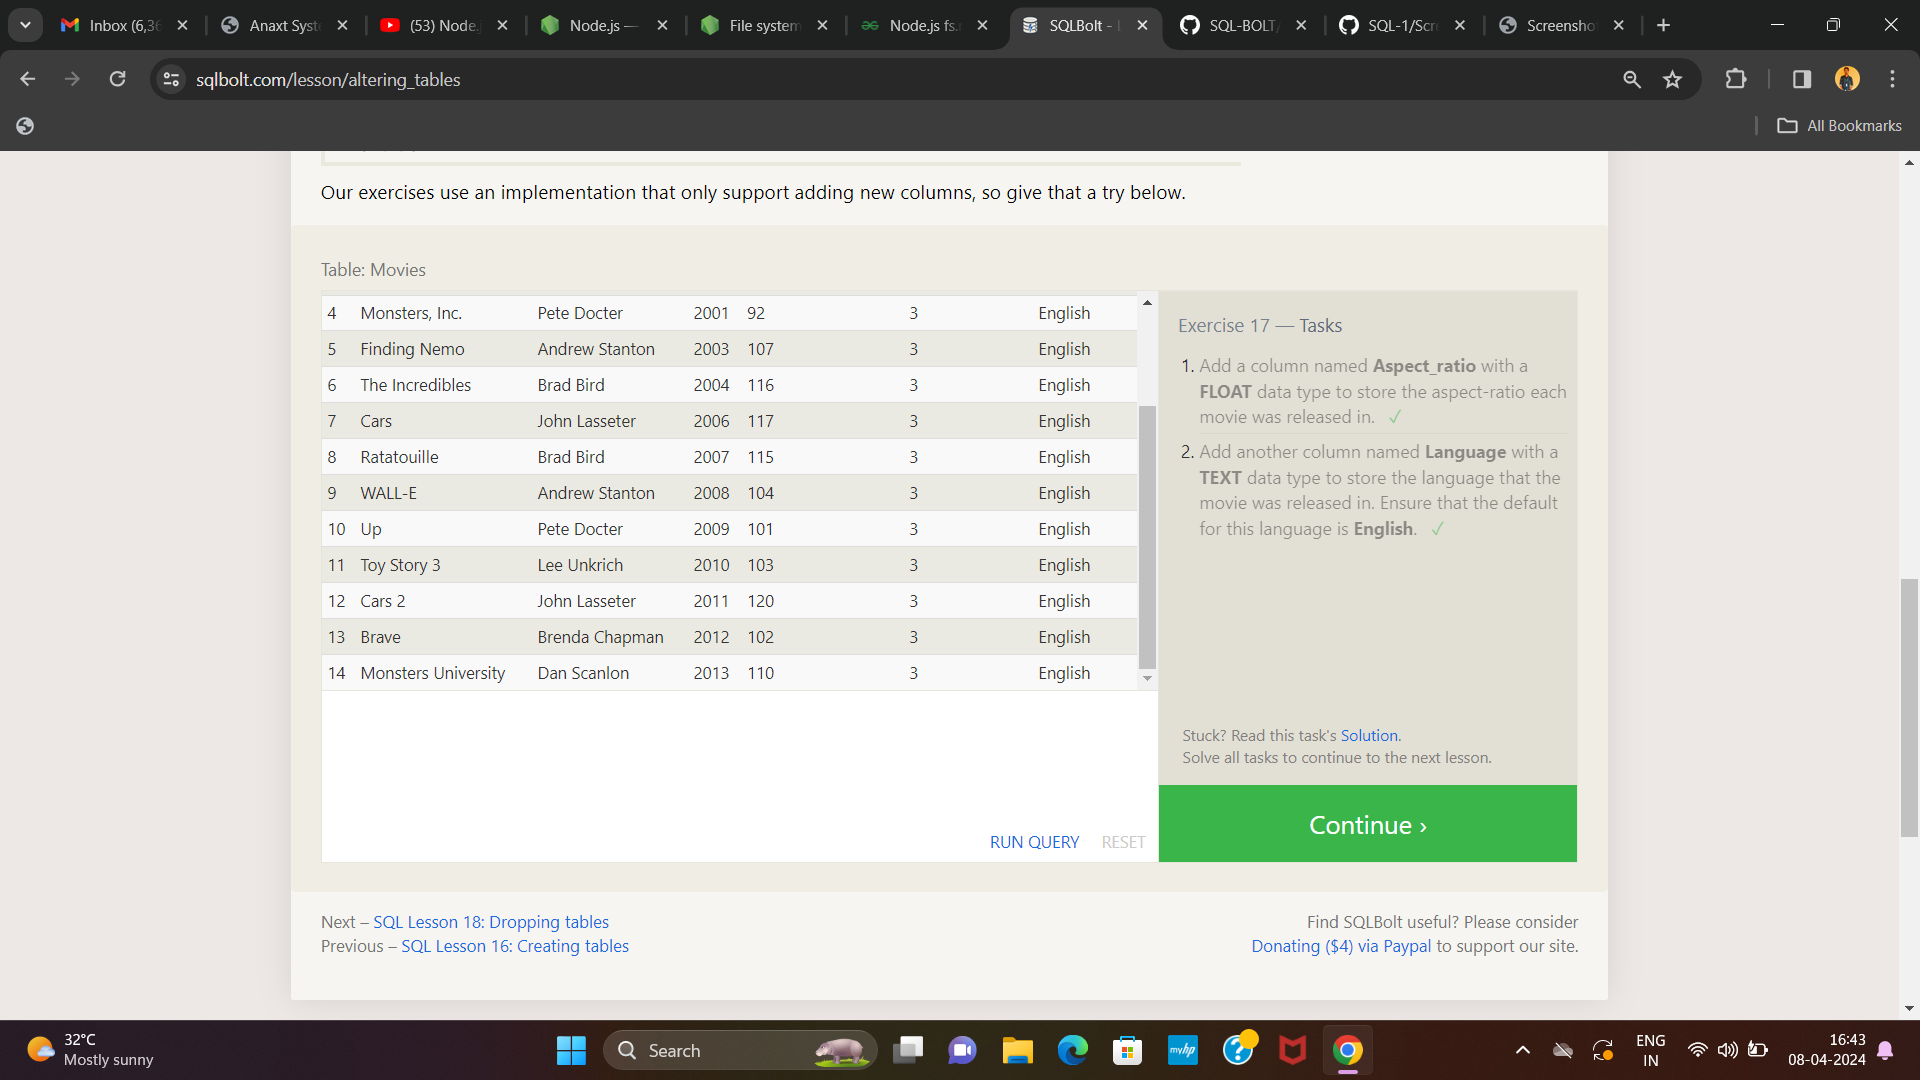 Inbox (6,36
Anaxt Syst
(53) Node.j
Node.js —
File system
Node.js fs.r
SQLBolt - L
SQL-BOLT/
SQL-1/Scr
Screensho
sqlbolt.com/lesson/altering_tables
All Bookmarks
Our exercises use an implementation that only support adding new columns, so give that a try below.
Table: Movies
4 Monsters, Inc. Pete Docter 2001 92 3 English
5 Finding Nemo Andrew Stanton 2003 107 3 English
6 The Incredibles Brad Bird 2004 116 3 English
7 Cars John Lasseter 2006 117 3 English
8 Ratatouille Brad Bird 2007 115 3 English
9 WALL-E Andrew Stanton 2008 104 3 English
10 Up Pete Docter 2009 101 3 English
11 Toy Story 3 Lee Unkrich 2010 103 3 English
12 Cars 2 John Lasseter 2011 120 3 English
13 Brave Brenda Chapman 2012 102 3 English
14 Monsters University Dan Scanlon 2013 110 3 English
RUN QUERY RESET
Exercise 17 — Tasks
1. Add a column named Aspect_ratio with a
FLOAT data type to store the aspect-ratio each
movie was released in. ✓
2. Add another column named Language with a
TEXT data type to store the language that the
movie was released in. Ensure that the default
for this language is English. ✓
Stuck? Read this task's Solution.
Solve all tasks to continue to the next lesson.
Continue ›
Next – SQL Lesson 18: Dropping tables
Previous – SQL Lesson 16: Creating tables
Find SQLBolt useful? Please consider
Donating ($4) via Paypal to support our site.
32°C
Mostly sunny
Search
myhp
ENG
IN
16:43
08-04-2024